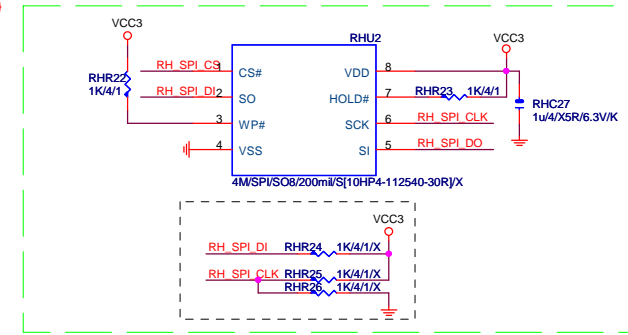 VCC3
RHU2
VCC3
RH_SPI_CS
1
CS#
VDD
8
RHR22
1K/4/1
RH_SPI_DI
2
SO
HOLD#
7
RHR23
1K/4/1
RHC27
1u/4/X5R/6.3V/K
3
WP#
SCK
6
RH_SPI_CLK
4
VSS
SI
5
RH_SPI_DO
4M/SPI/SO8/200mil/S[10HP4-112540-30R]/X
VCC3
RH_SPI_DI
RHR24
1K/4/1/X
RH_SPI_CLK
RHR25
1K/4/1/X
RHR26
1K/4/1/X